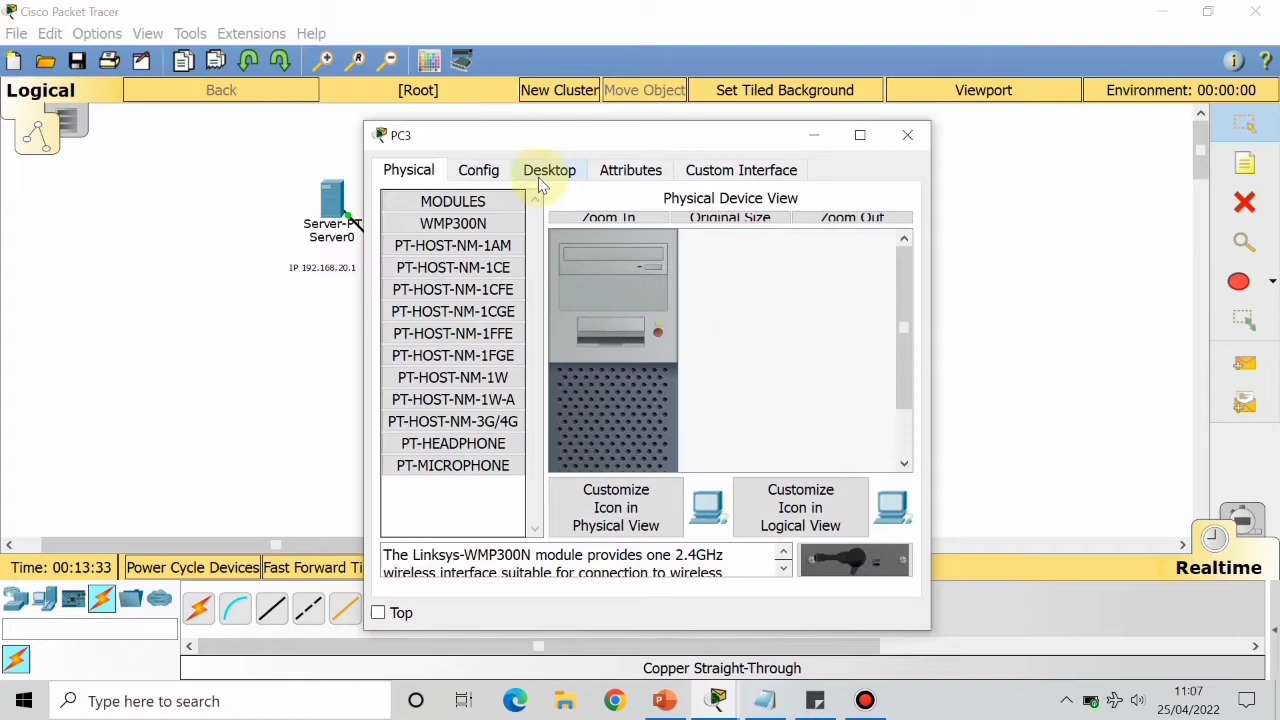 Cisco Packet Tracer
File Edit Options View Tools Extensions Help
Logical Back [Root] New Cluster Move Object Set Tiled Background Viewport Environment: 00:00:00
PC3
Physical Config Desktop Attributes Custom Interface
MODULES
WMP300N
PT-HOST-NM-1AM
PT-HOST-NM-1CE
PT-HOST-NM-1CFE
PT-HOST-NM-1CGE
PT-HOST-NM-1FFE
PT-HOST-NM-1FGE
PT-HOST-NM-1W
PT-HOST-NM-1W-A
PT-HOST-NM-3G/4G
PT-HEADPHONE
PT-MICROPHONE
Physical Device View
Zoom In Original Size Zoom Out
Server-PT
Server0
IP 192.168.20.1
Customize
Icon in
Physical View
Customize
Icon in
Logical View
The Linksys-WMP300N module provides one 2.4GHz
wireless interface suitable for connection to wireless
Top
Time: 00:13:33 Power Cycle Devices Fast Forward Ti
Realtime
Copper Straight-Through
Type here to search
11:07
25/04/2022